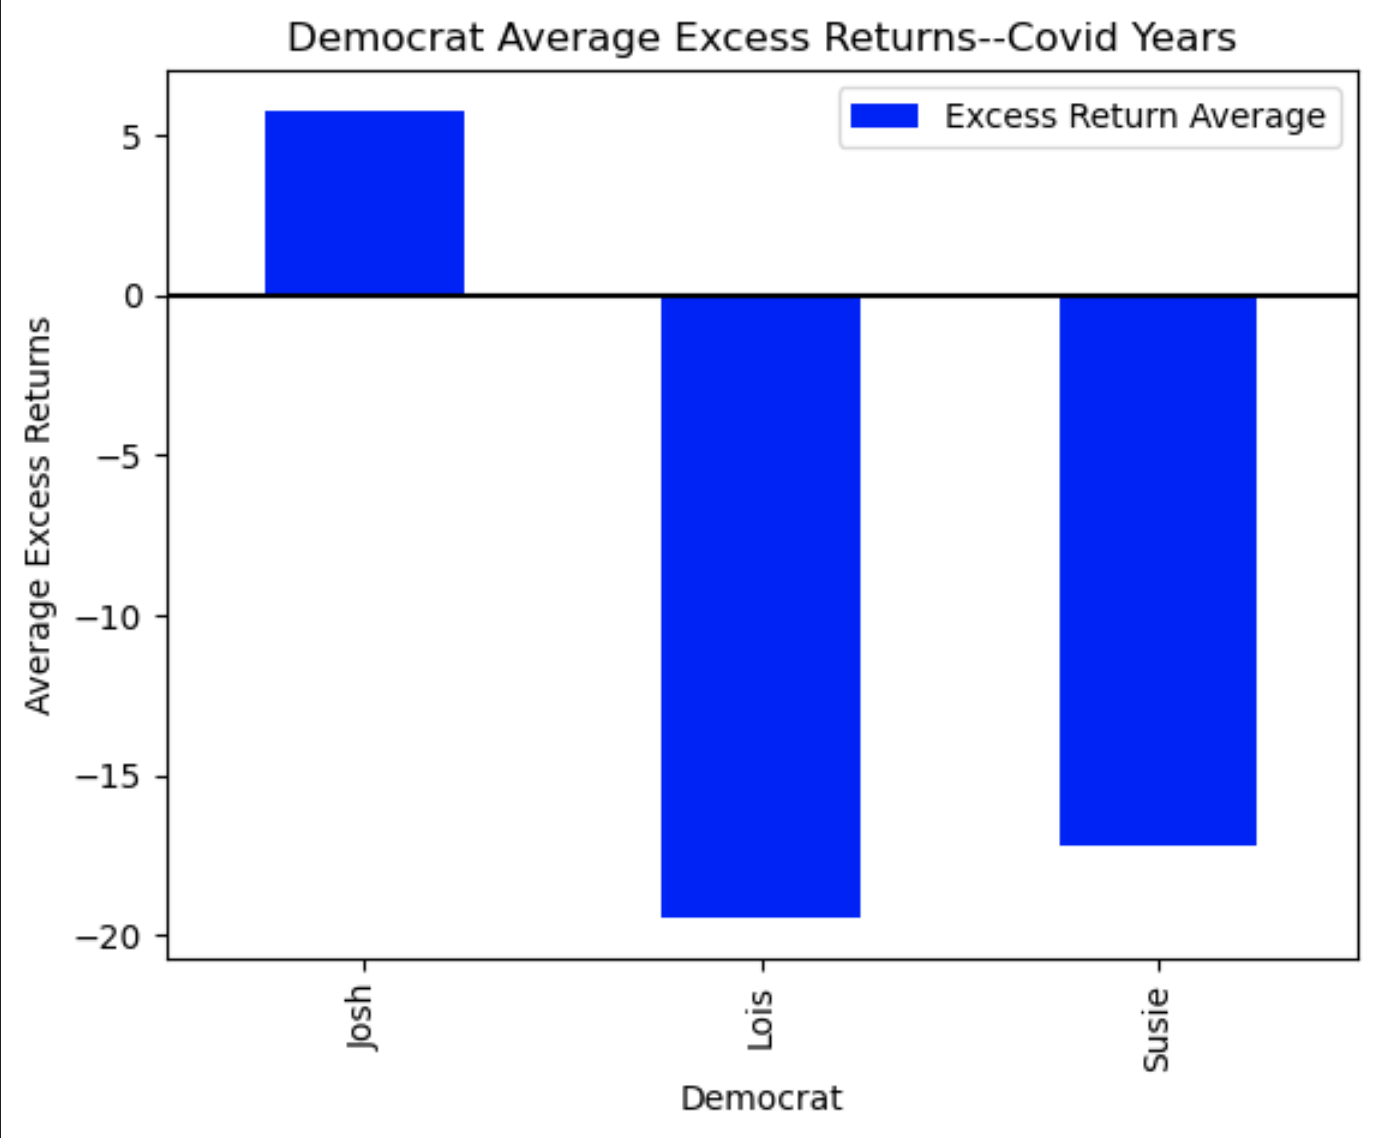 Democrat Average Excess Returns--Covid Years
Excess Return Average
Average Excess Returns
5
0
−5
−10
−15
−20
Josh
Lois
Susie
Democrat